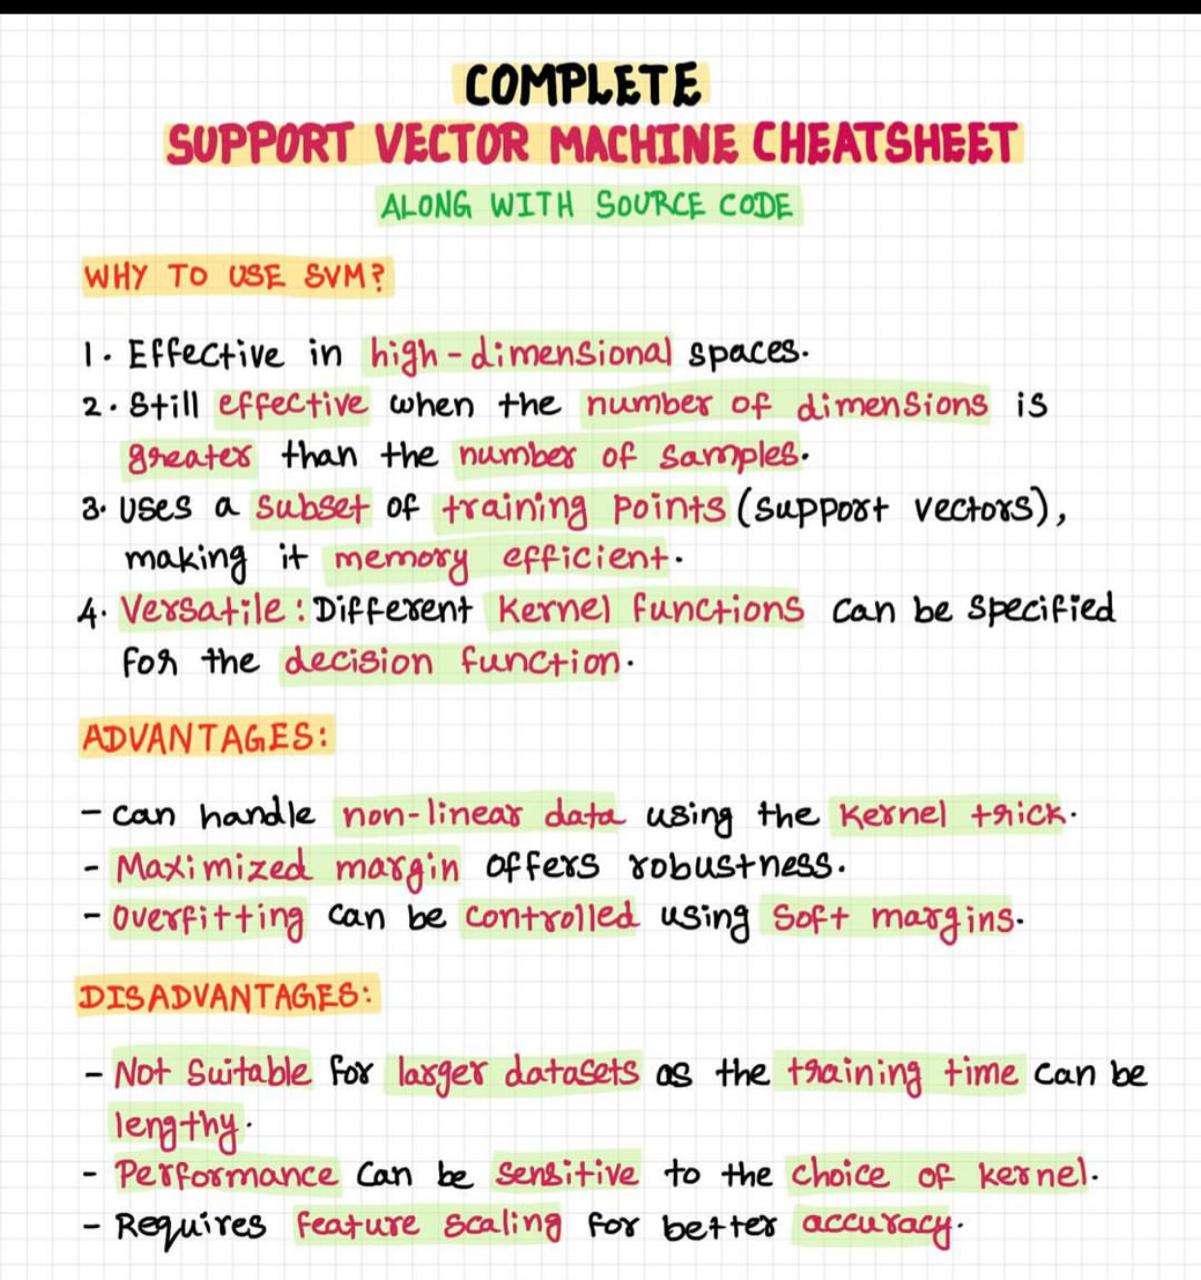 COMPLETE
SUPPORT VECTOR MACHINE CHEATSHEET
ALONG WITH SOURCE CODE
WHY TO USE SVM?
1. Effective in high-dimensional spaces.
2. Still effective when the number of dimensions is
greater than the number of samples.
3. Uses a subset of training points (support vectors),
making it memory efficient.
4. Versatile: Different Kernel functions can be specified
for the decision function.
ADVANTAGES:
- can handle non-linear data using the Kernel trick.
- Maximized margin offers robustness.
- Overfitting can be controlled using soft margins.
DISADVANTAGES:
- Not Suitable for larger datasets as the training time can be
lengthy.
- Performance can be sensitive to the choice of kernel.
- Requires feature scaling for better accuracy.